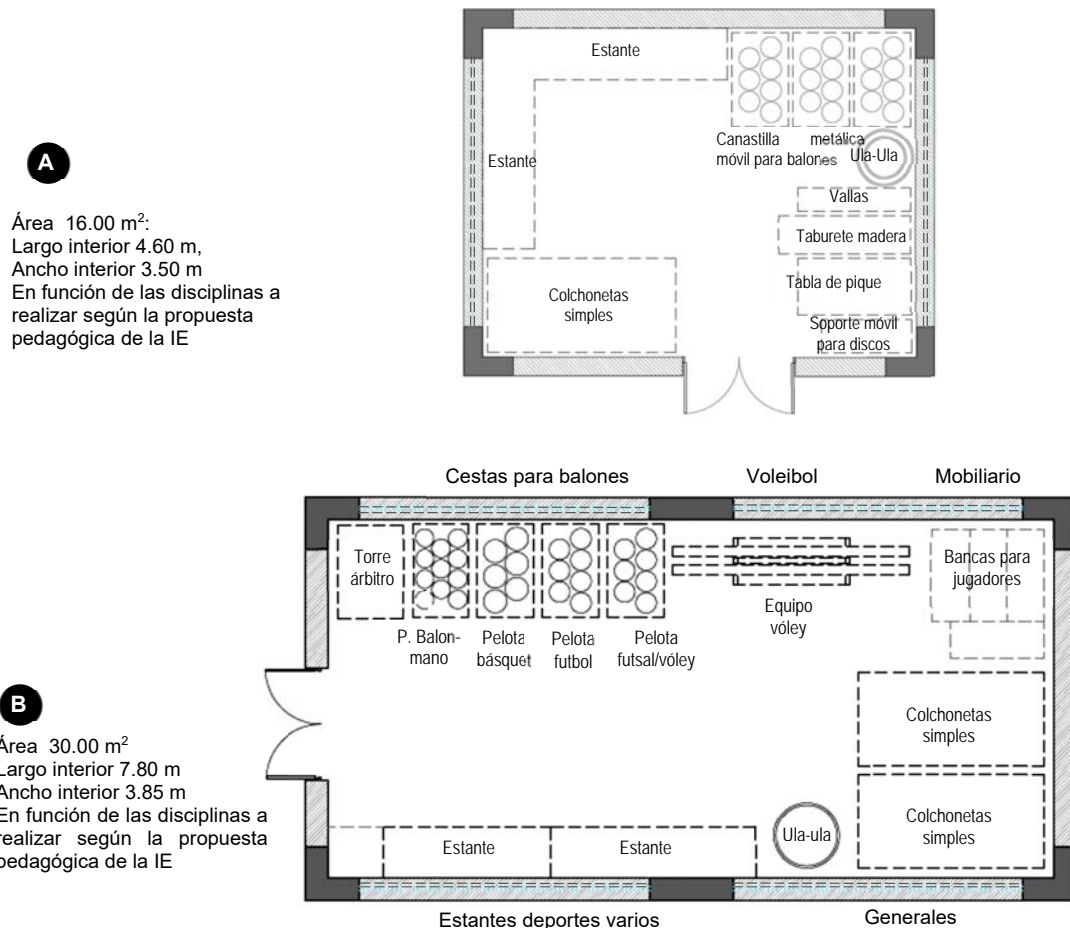 A
Área 16.00 m²:
Largo interior 4.60 m,
Ancho interior 3.50 m
En función de las disciplinas a
realizar según la propuesta
pedagógica de la IE
Estante
Estante
Canastilla metálica
móvil para balones
Ula-Ula
Vallas
Taburete madera
Tabla de pique
Soporte móvil
para discos
Colchonetas
simples
B
Área 30.00 m²
Largo interior 7.80 m
Ancho interior 3.85 m
En función de las disciplinas a
realizar según la propuesta
pedagógica de la IE
Cestas para balones
Voleibol
Mobiliario
Torre
árbitro
P. Balon-
mano
Pelota
básquet
Pelota
futbol
Pelota
futsal/vóley
Equipo
vóley
Bancas para
jugadores
Colchonetas
simples
Colchonetas
simples
Ula-ula
Estante
Estante
Estantes deportes varios
Generales